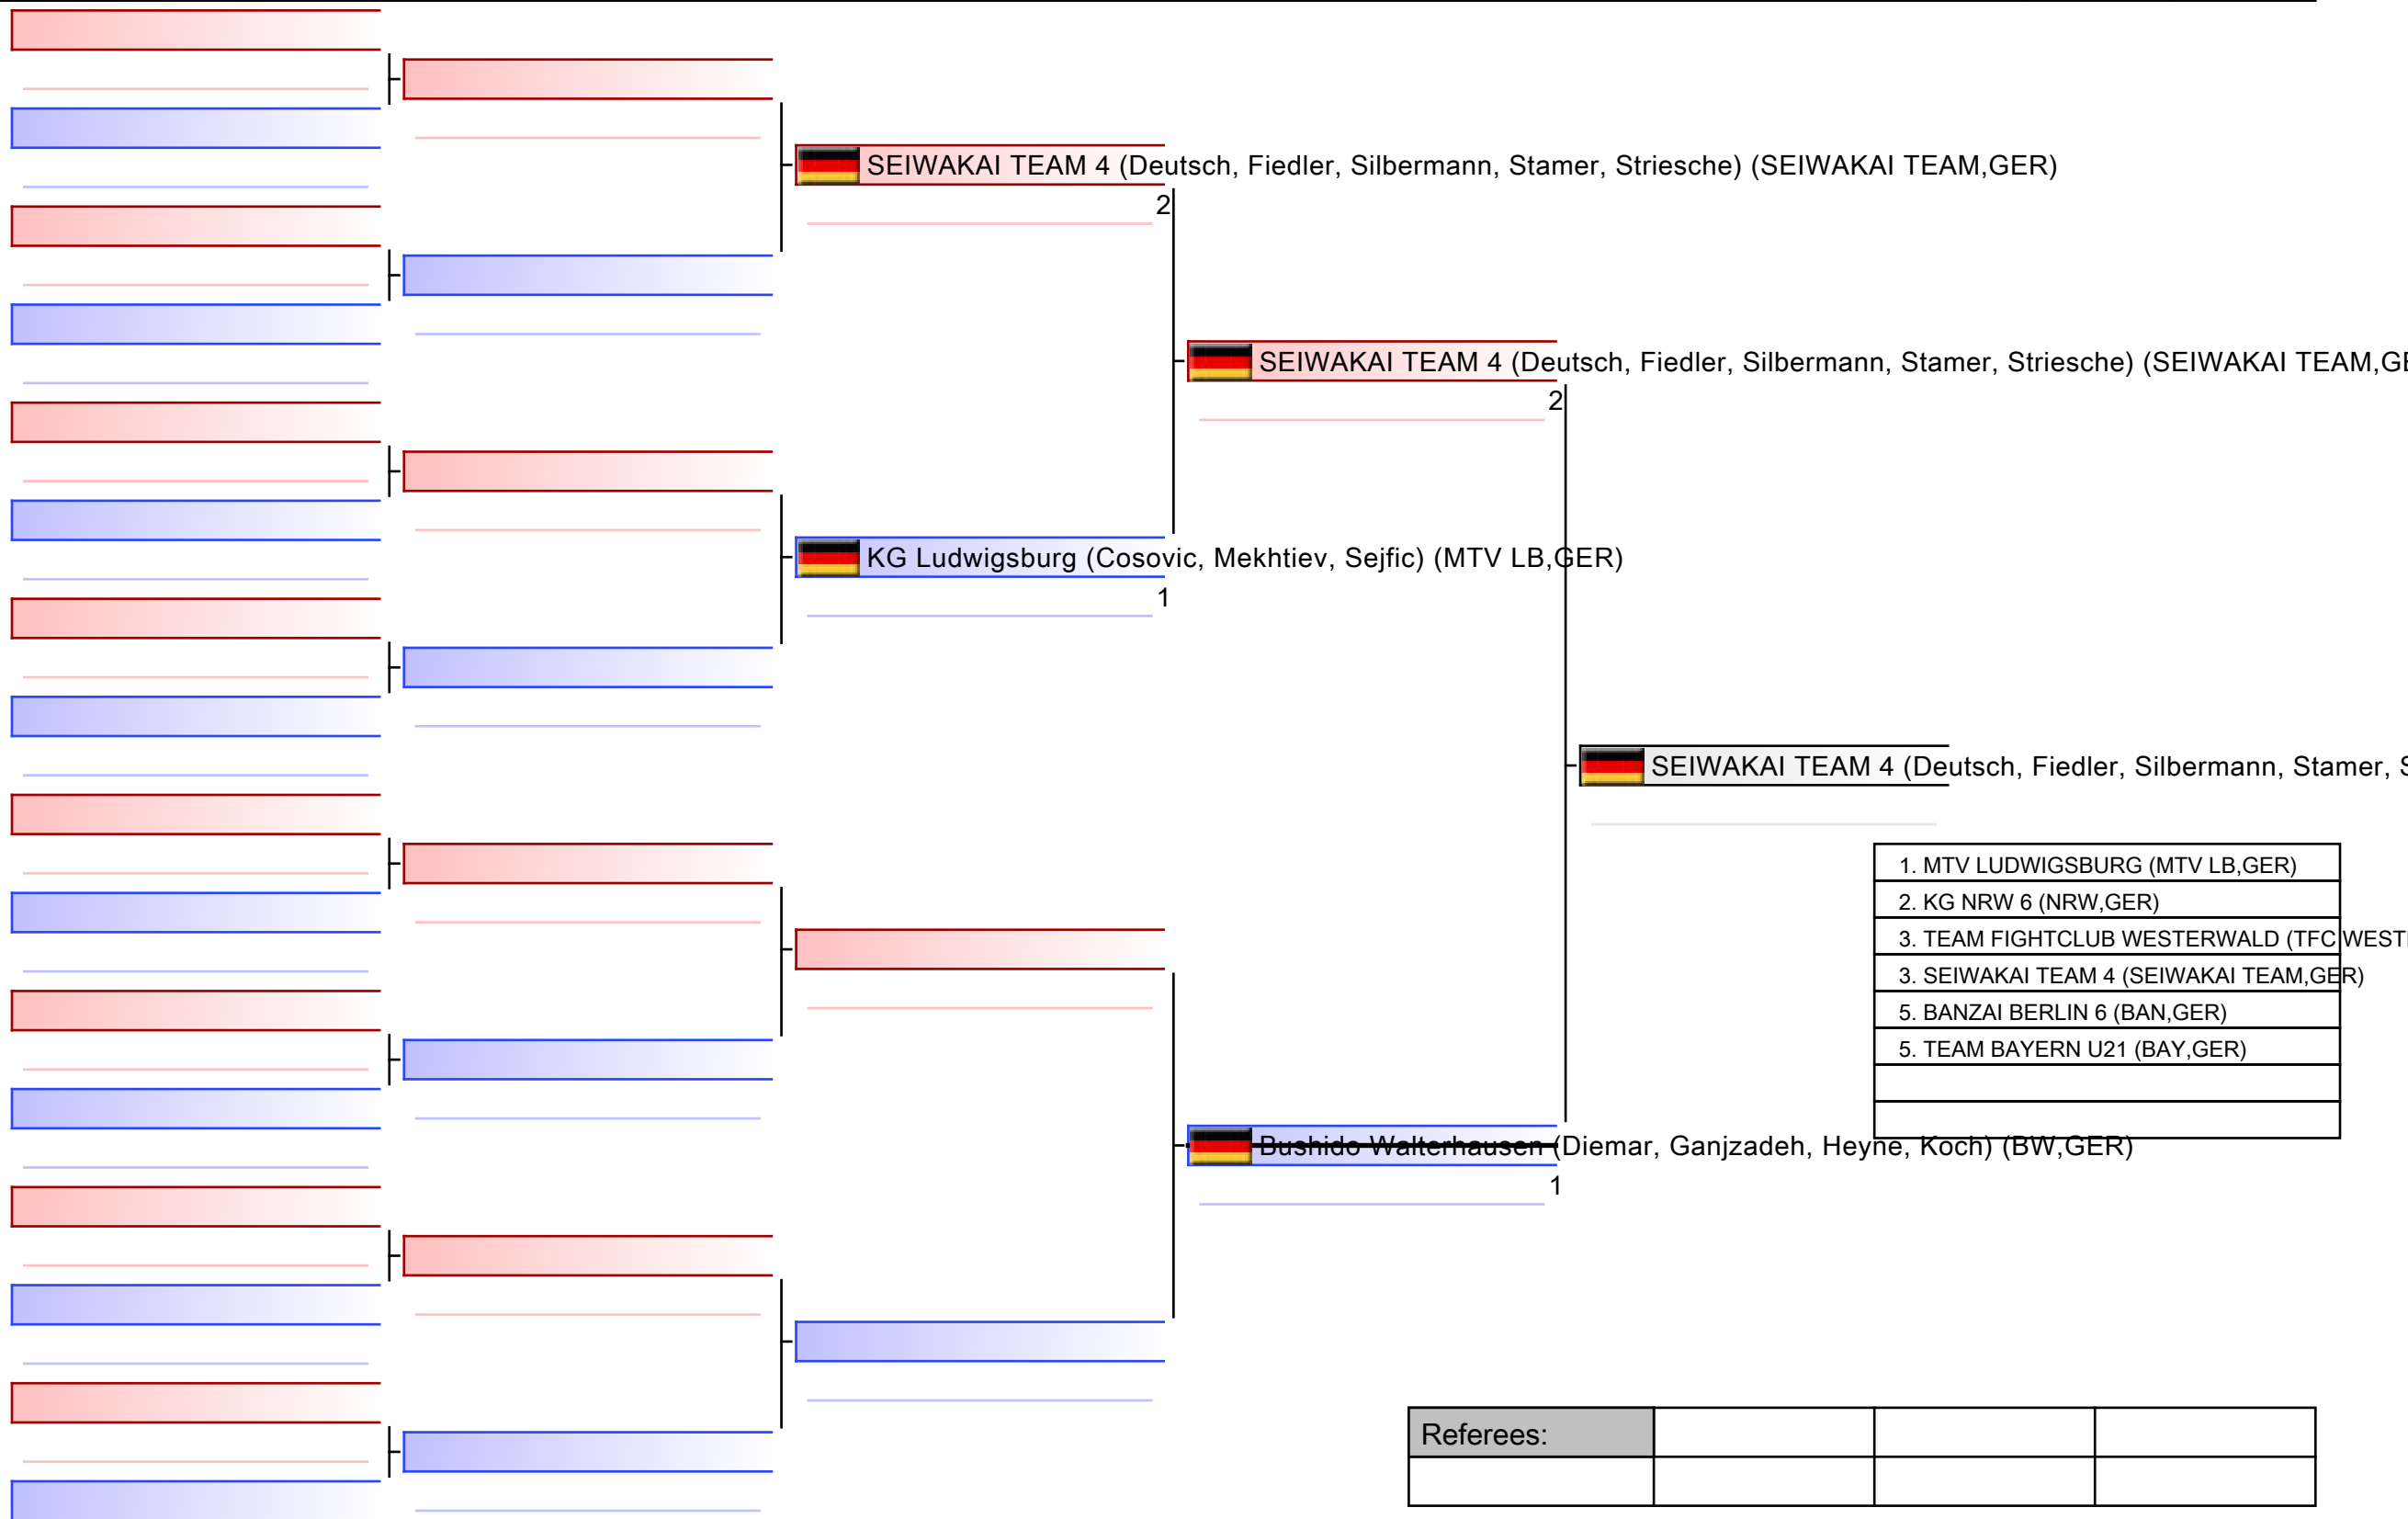 SEIWAKAI TEAM 4 (Deutsch, Fiedler, Silbermann, Stamer, Striesche) (SEIWAKAI TEAM,GER)
2
SEIWAKAI TEAM 4 (Deutsch, Fiedler, Silbermann, Stamer, Striesche) (SEIWAKAI TEAM,GE
2
KG Ludwigsburg (Cosovic, Mekhtiev, Sejfic) (MTV LB,GER)
1
SEIWAKAI TEAM 4 (Deutsch, Fiedler, Silbermann, Stamer, S
1. MTV LUDWIGSBURG (MTV LB,GER)
2. KG NRW 6 (NRW,GER)
3. TEAM FIGHTCLUB WESTERWALD (TFC WEST
3. SEIWAKAI TEAM 4 (SEIWAKAI TEAM,GER)
5. BANZAI BERLIN 6 (BAN,GER)
5. TEAM BAYERN U21 (BAY,GER)
Bushido Walterhausen (Diemar, Ganjzadeh, Heyne, Koch) (BW,GER)
1
Referees: